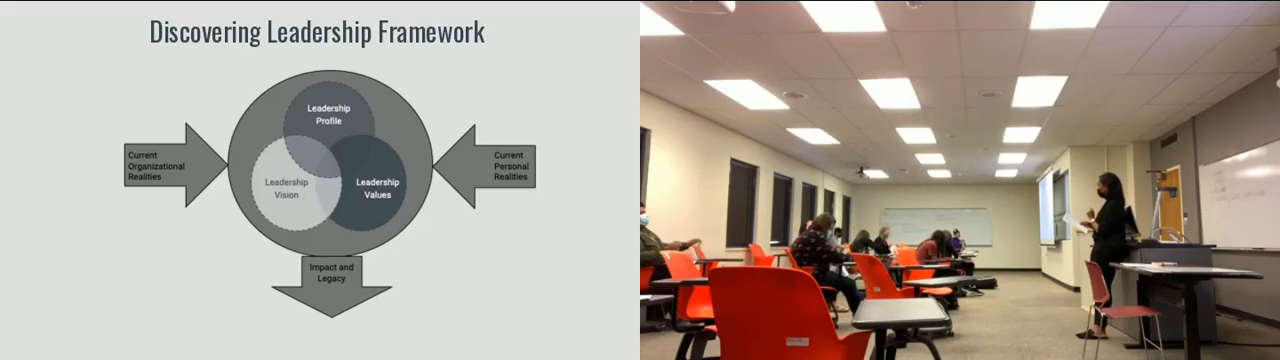 Discovering Leadership Framework
Leadership
Profile
Current
Organizational
Realities
Current
Personal
Realities
Leadership
Vision
Leadership
Values
Impact and
Legacy